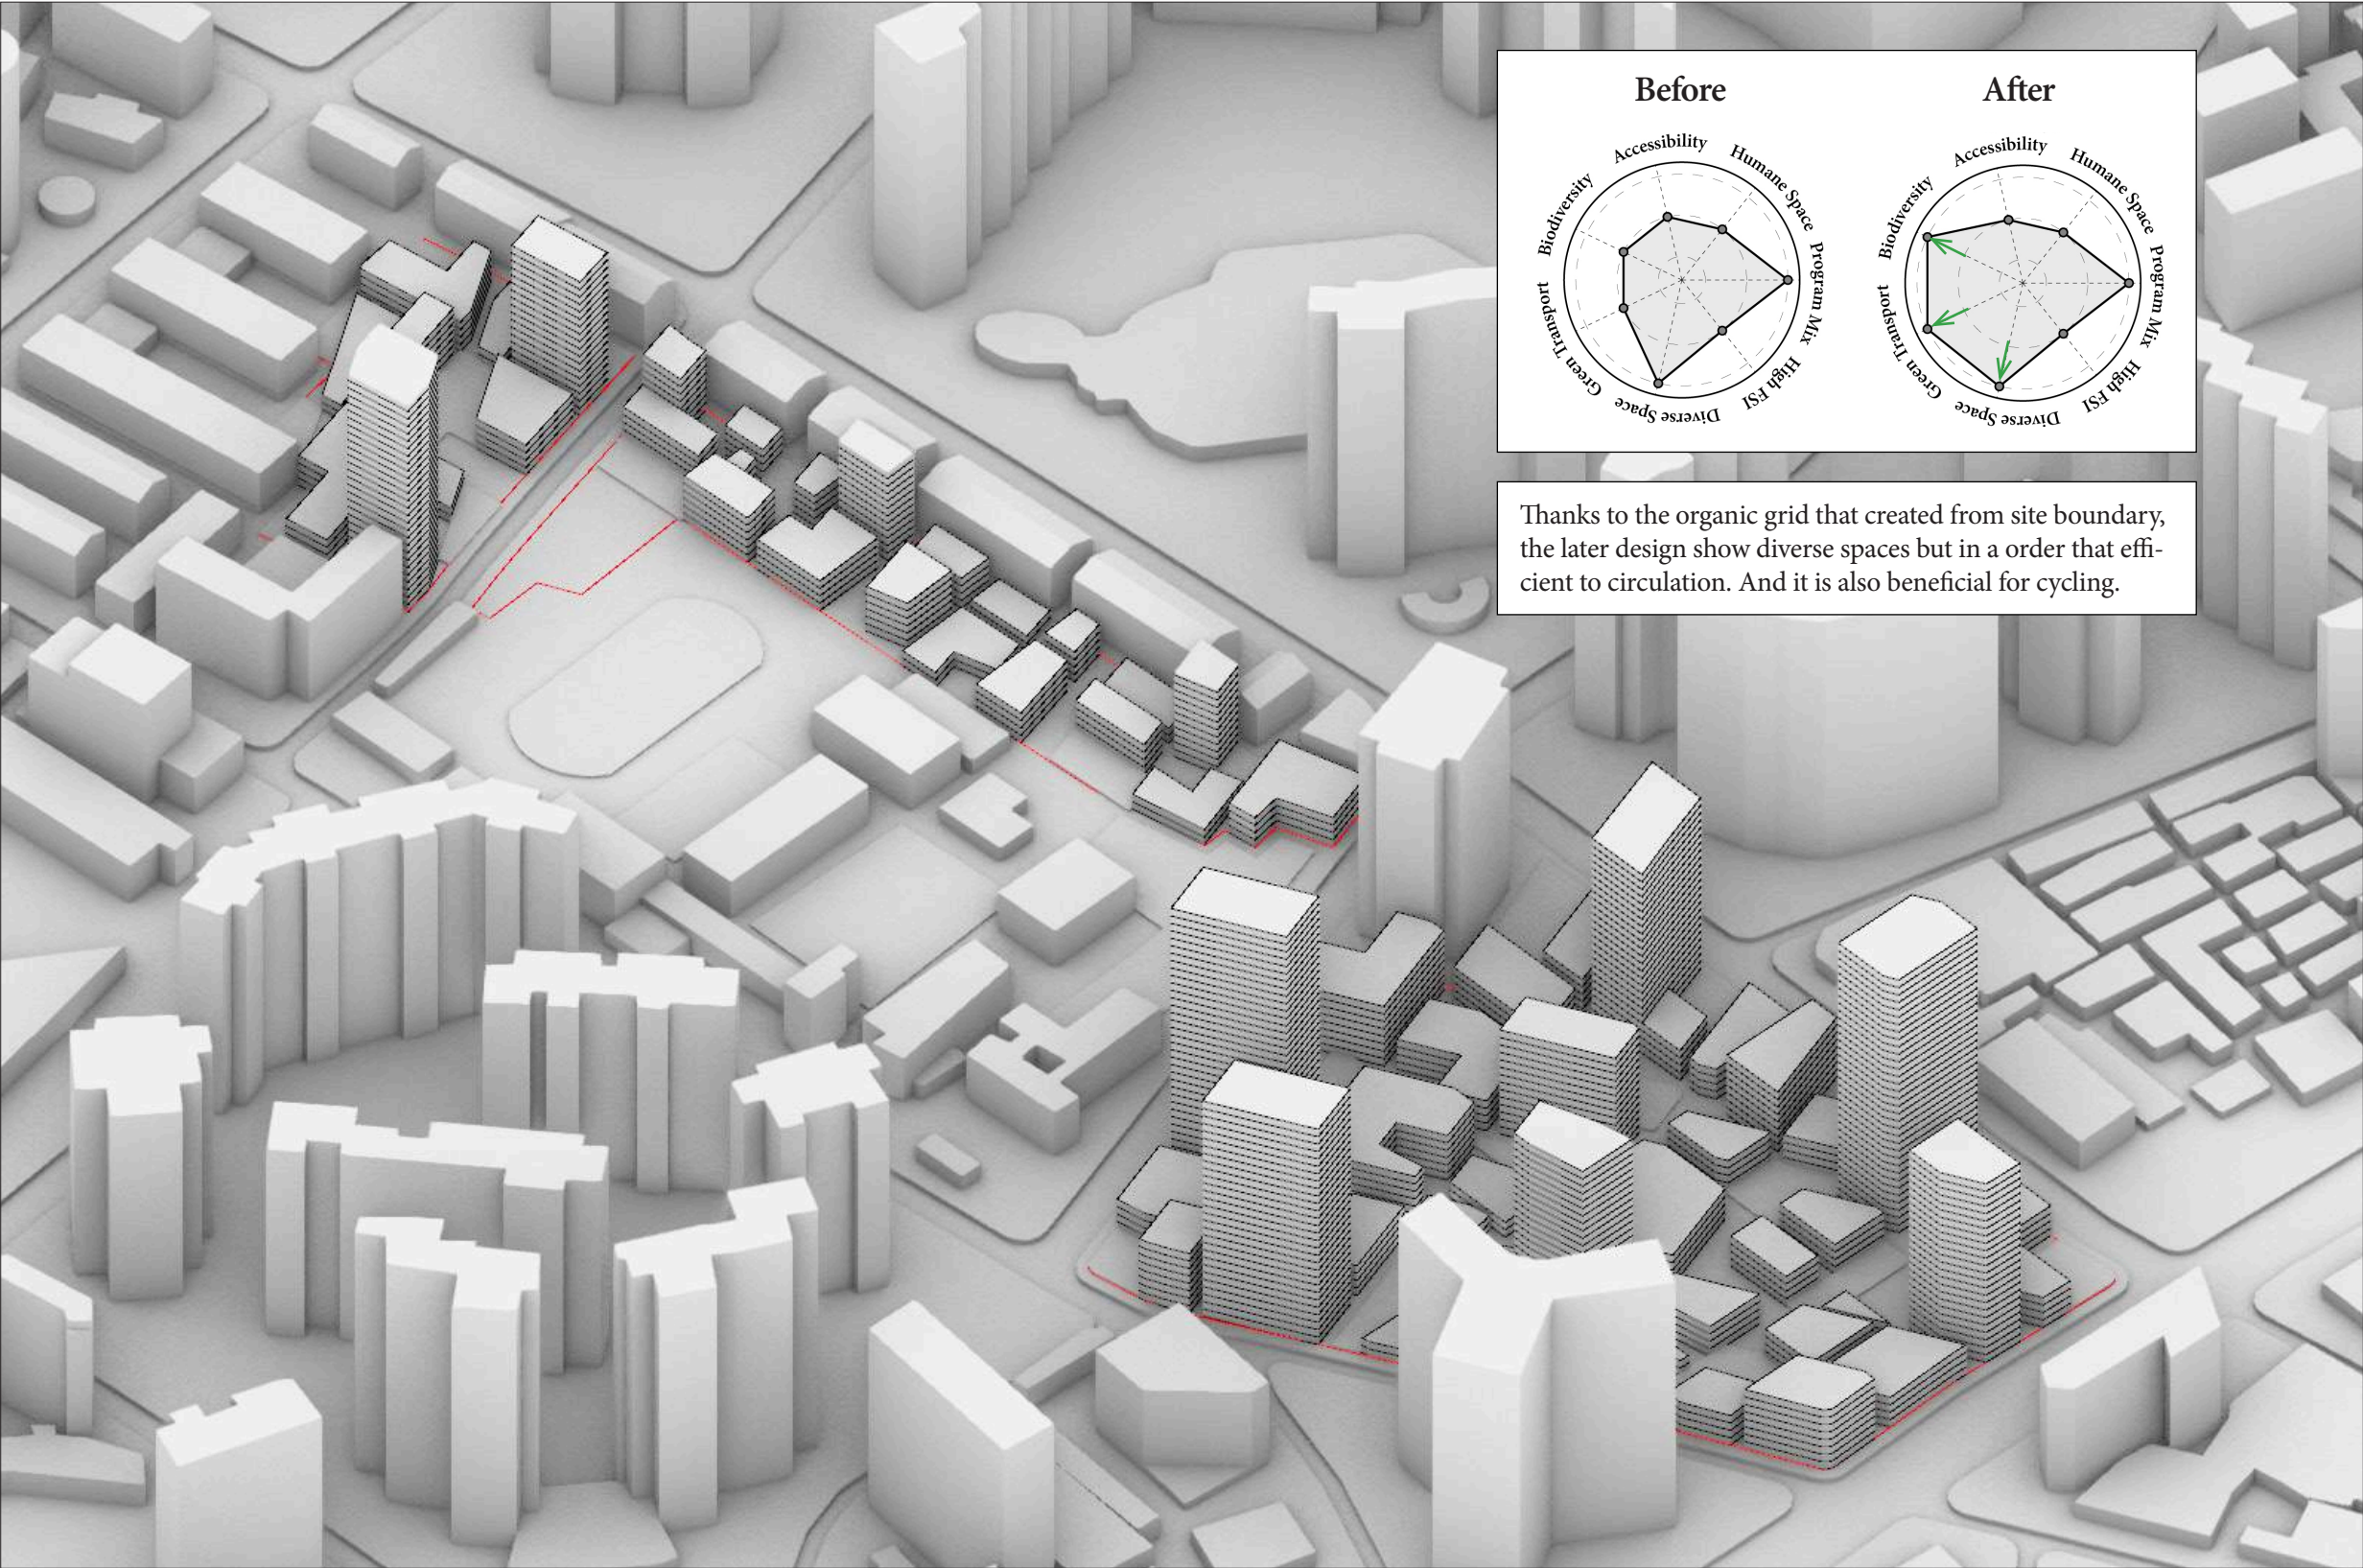 Before
Accessibility
Humane Space
Program Mix
High FSI
Diverse Space
Green Transport
Biodiversity
After
Accessibility
Humane Space
Program Mix
High FSI
Diverse Space
Green Transport
Biodiversity
Thanks to the organic grid that created from site boundary,
the later design show diverse spaces but in a order that effi-
cient to circulation. And it is also beneficial for cycling.